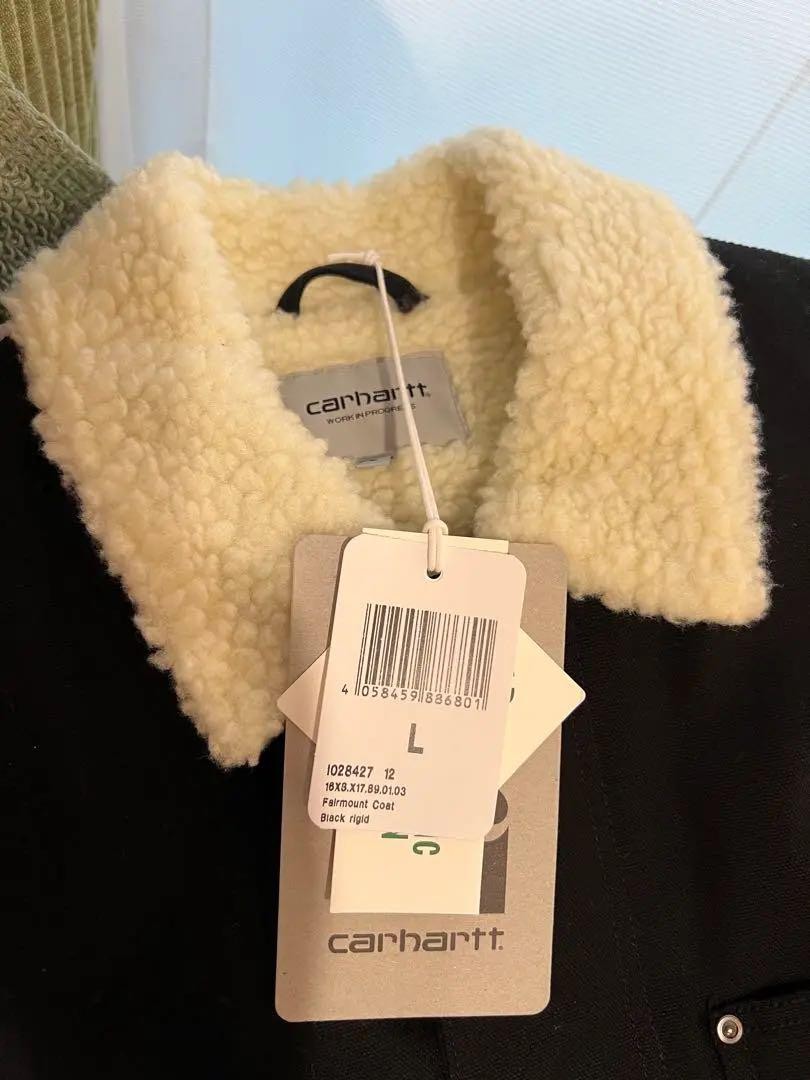 carhartt
WORK IN PROGRESS
4 058459 886801
L
I028427 12
16X3.X17.89.01.03
Fairmount Coat
Black rigid
C
carhartt